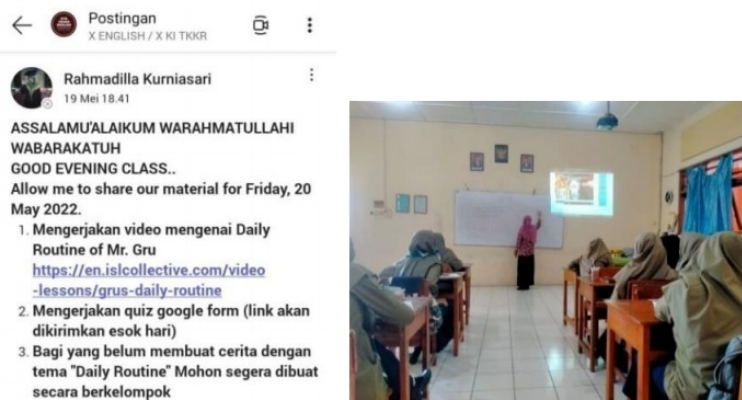 Postingan
X ENGLISH / X KI TKKR
Rahmadilla Kurniasari
19 Mei 18.41
ASSALAMU'ALAIKUM WARAHMATULLAHI
WABARAKATUH
GOOD EVENING CLASS..
Allow me to share our material for Friday, 20
May 2022.
1. Mengerjakan video mengenai Daily
Routine of Mr. Gru
https://en.islcollective.com/video
-lessons/grus-daily-routine
2. Mengerjakan quiz google form (link akan
dikirimkan esok hari)
3. Bagi yang belum membuat cerita dengan
tema "Daily Routine" Mohon segera dibuat
secara berkelompok